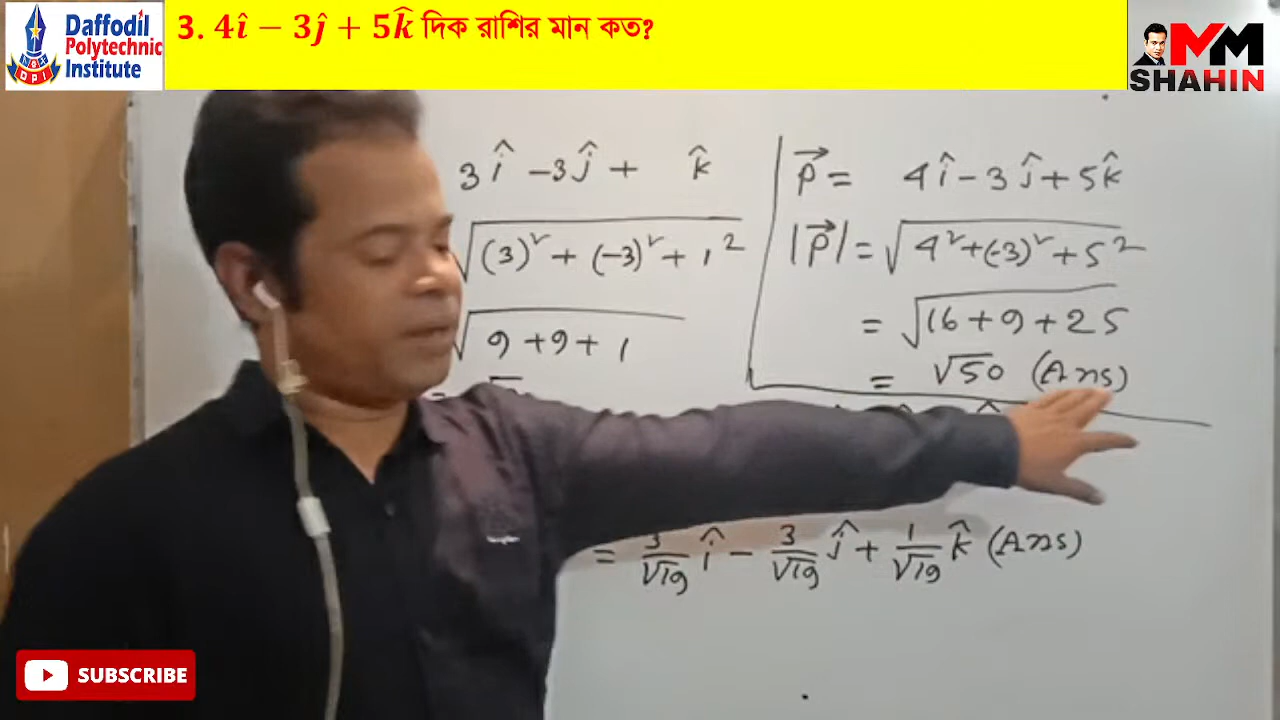 Daffodil
Polytechnic
Institute
DPI
3. 4î − 3ĵ + 5k̂ দিক রাশির মান কত?
MM
SHAHIN
3 î −3ĵ + k̂
√((3)² + (−3)² + 1²)
√(9 + 9 + 1)
P⃗ = 4î − 3ĵ + 5k̂
|P⃗| = √(4² + (−3)² + 5²)
= √(16 + 9 + 25)
= √50 (Ans)
= 3/√19 î − 3/√19 ĵ + 1/√19 k̂ (Ans)
SUBSCRIBE